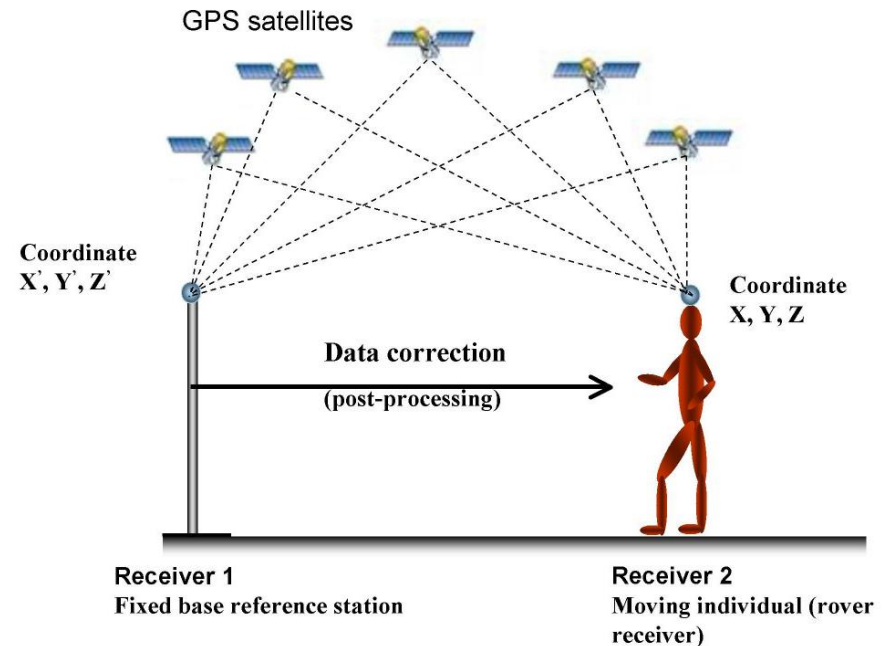 GPS satellites
Coordinate
X’, Y’, Z’
Coordinate
X, Y, Z
Data correction
(post-processing)
Receiver 1
Fixed base reference station
Receiver 2
Moving individual (rover
receiver)